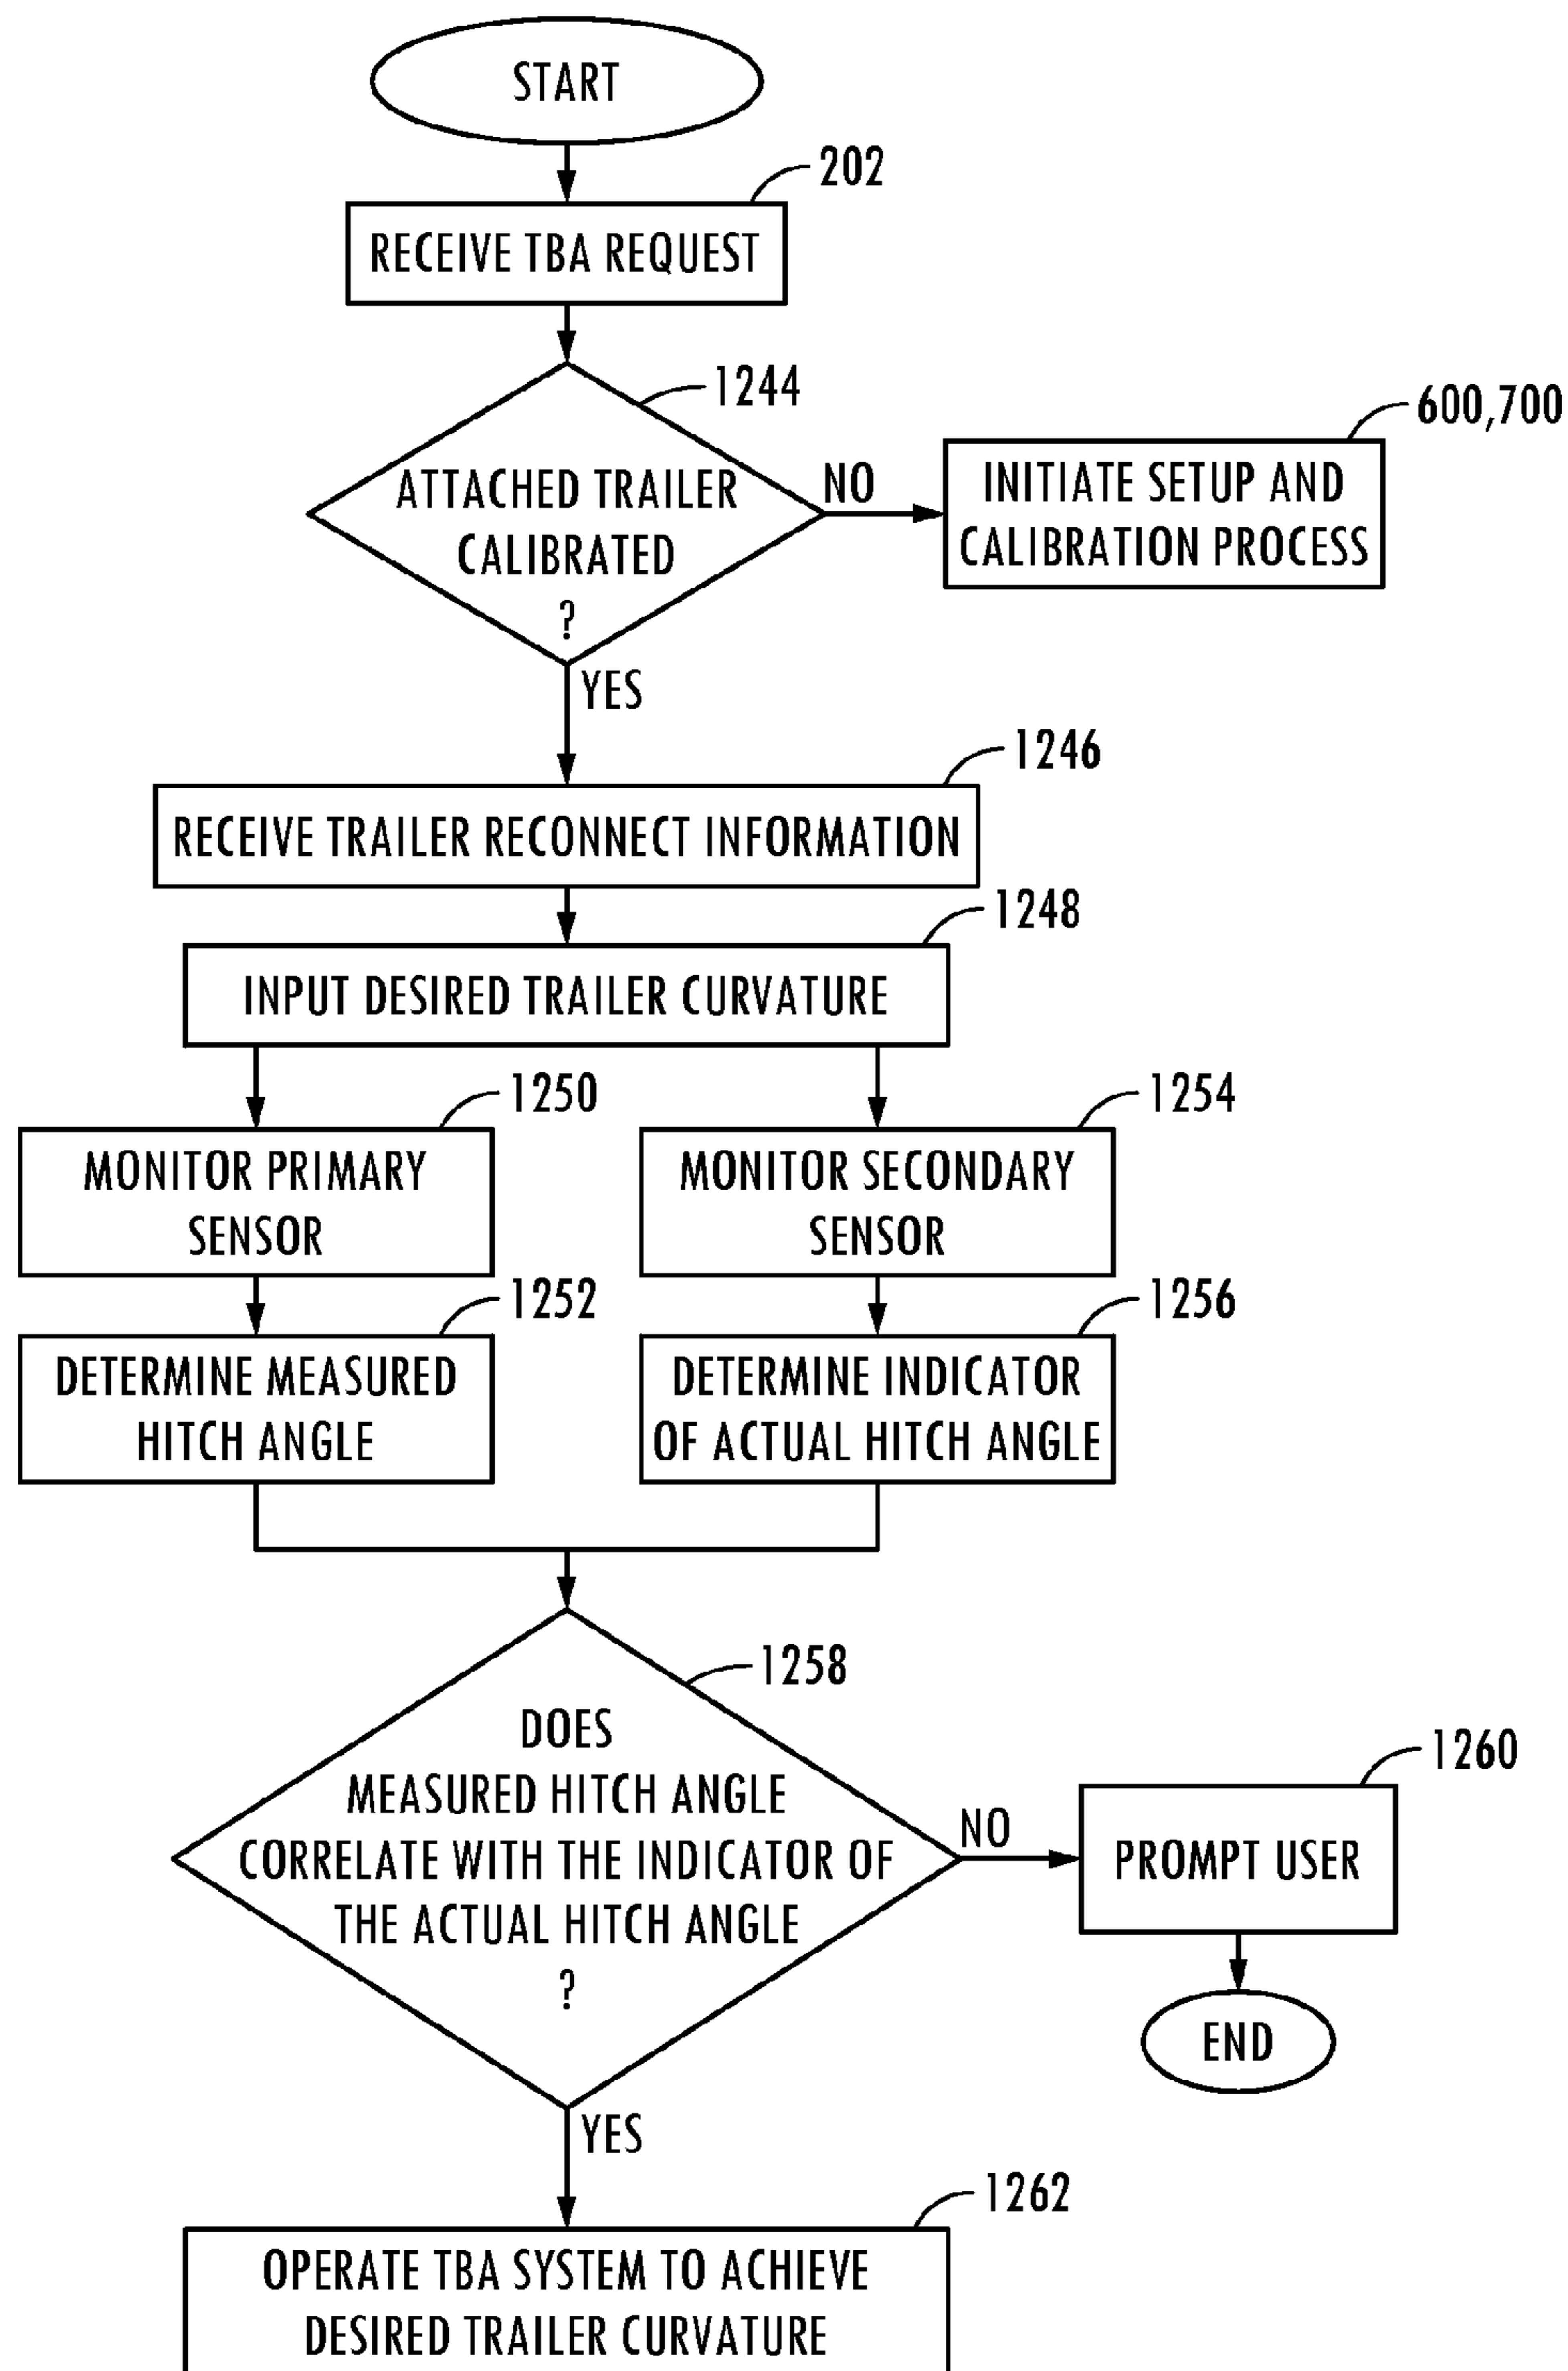 START
202
RECEIVE TBA REQUEST
1244
600,700
ATTACHED TRAILER
CALIBRATED
?
NO
INITIATE SETUP AND
CALIBRATION PROCESS
YES
1246
RECEIVE TRAILER RECONNECT INFORMATION
1248
INPUT DESIRED TRAILER CURVATURE
1250
MONITOR PRIMARY
SENSOR
1254
MONITOR SECONDARY
SENSOR
1252
DETERMINE MEASURED
HITCH ANGLE
1256
DETERMINE INDICATOR
OF ACTUAL HITCH ANGLE
1258
DOES
MEASURED HITCH ANGLE
CORRELATE WITH THE INDICATOR OF
THE ACTUAL HITCH ANGLE
?
NO
1260
PROMPT USER
END
YES
1262
OPERATE TBA SYSTEM TO ACHIEVE
DESIRED TRAILER CURVATURE